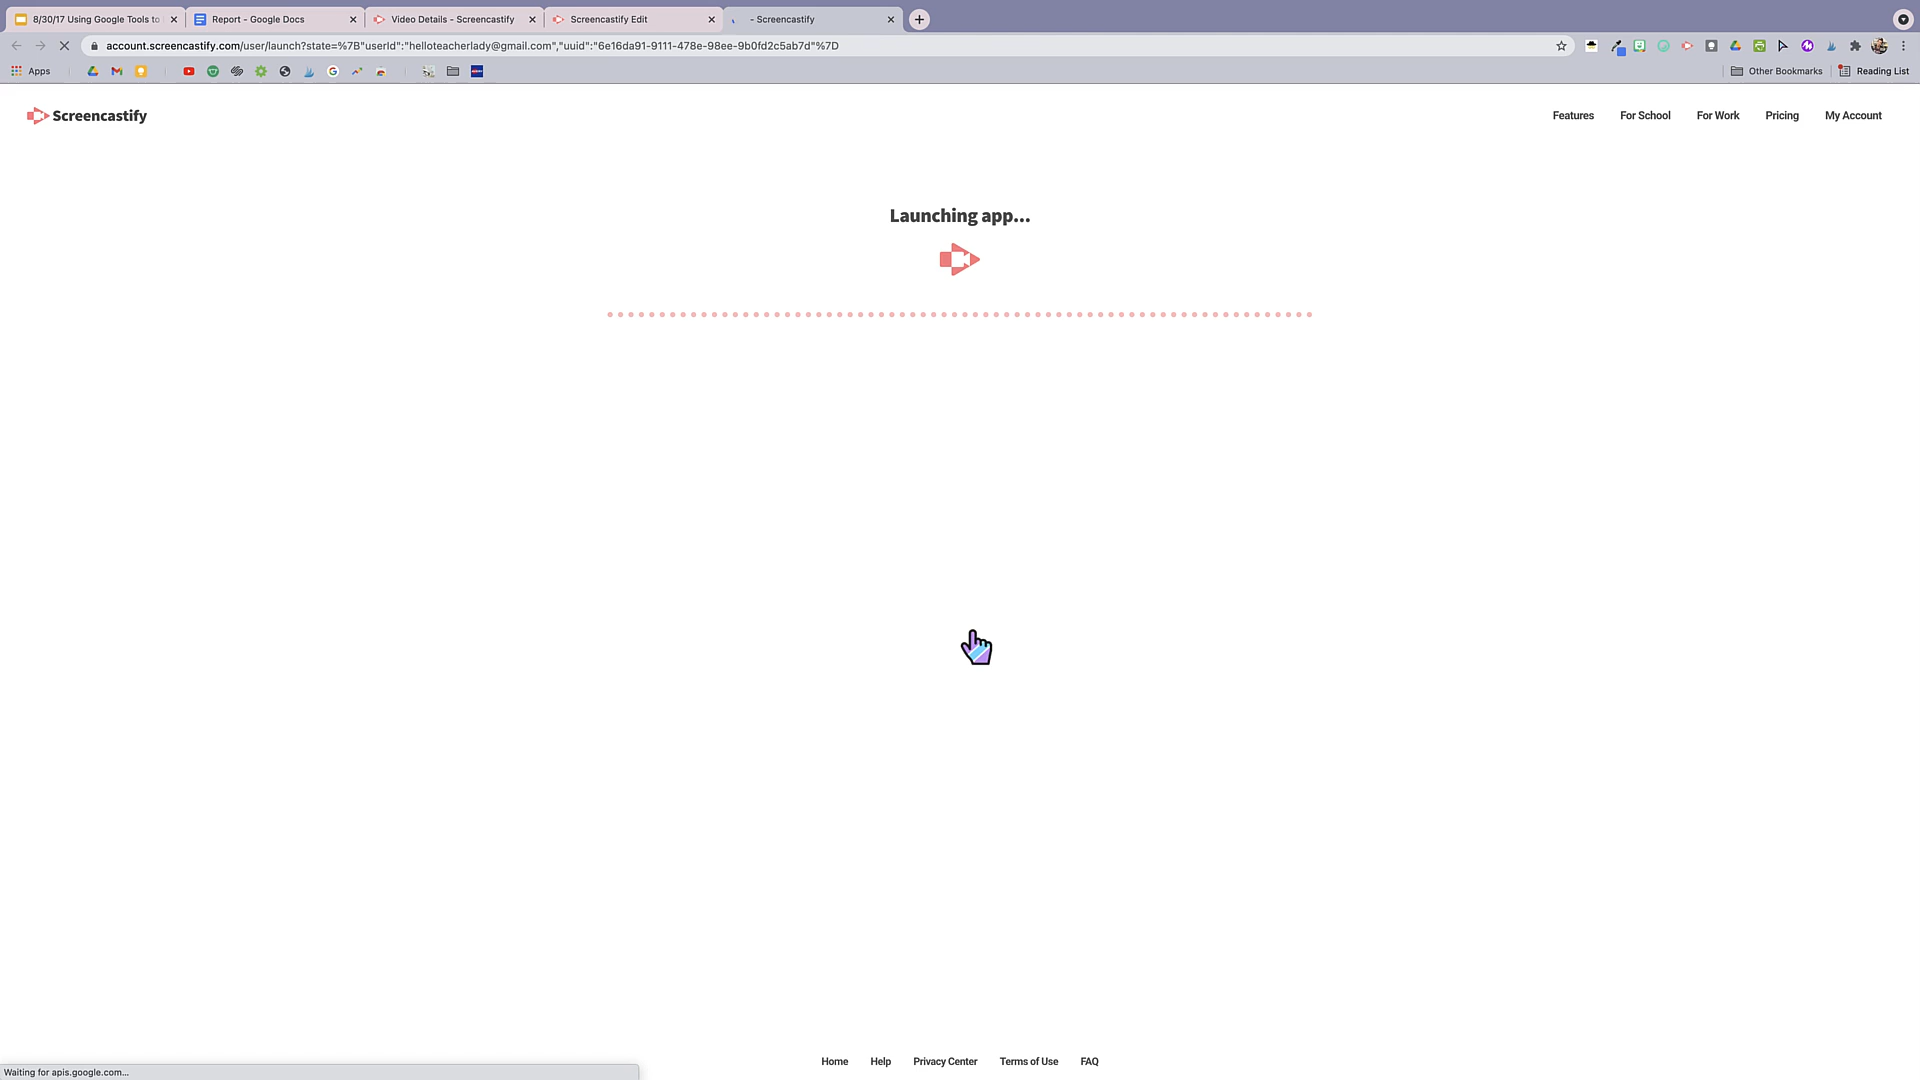 8/30/17 Using Google Tools to
Report - Google Docs
Video Details - Screencastify
Screencastify Edit
- Screencastify
account.screencastify.com/user/launch?state=%7B"userId":"helloteacherlady@gmail.com","uuid":"6e16da91-9111-478e-98ee-9b0fd2c5ab7d"%7D
Apps
Other Bookmarks
Reading List
Screencastify
Features
For School
For Work
Pricing
My Account
Launching app...
Home
Help
Privacy Center
Terms of Use
FAQ
Waiting for apis.google.com...